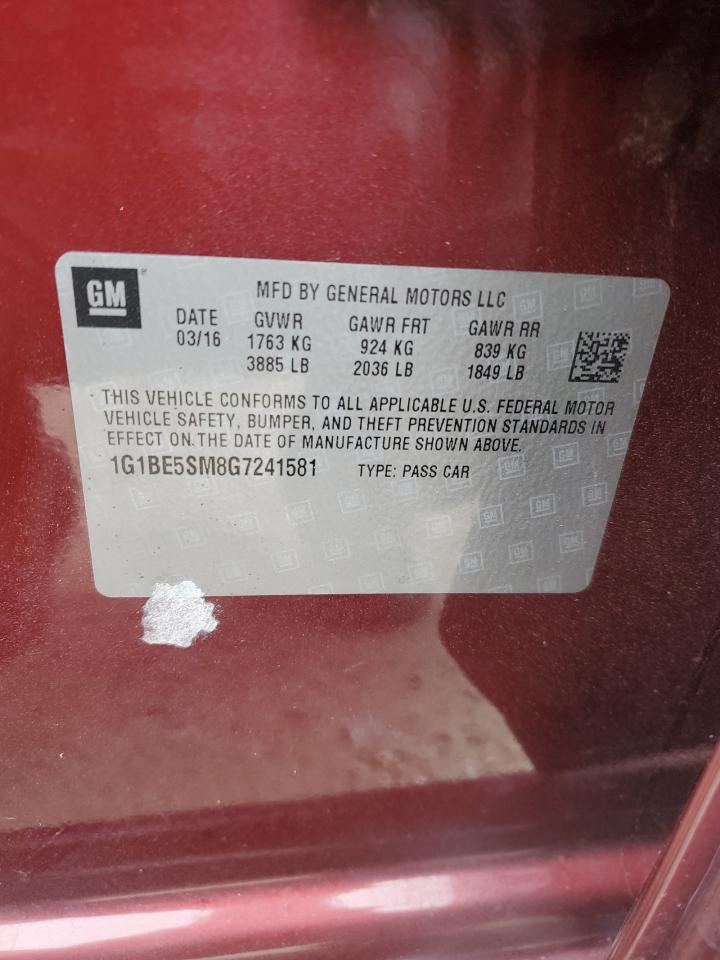 GM
MFD BY GENERAL MOTORS LLC
DATE GVWR GAWR FRT GAWR RR
03/16 1763 KG 924 KG 839 KG
3885 LB 2036 LB 1849 LB
THIS VEHICLE CONFORMS TO ALL APPLICABLE U.S. FEDERAL MOTOR
VEHICLE SAFETY, BUMPER, AND THEFT PREVENTION STANDARDS IN
EFFECT ON THE DATE OF MANUFACTURE SHOWN ABOVE.
1G1BE5SM8G7241581 TYPE: PASS CAR